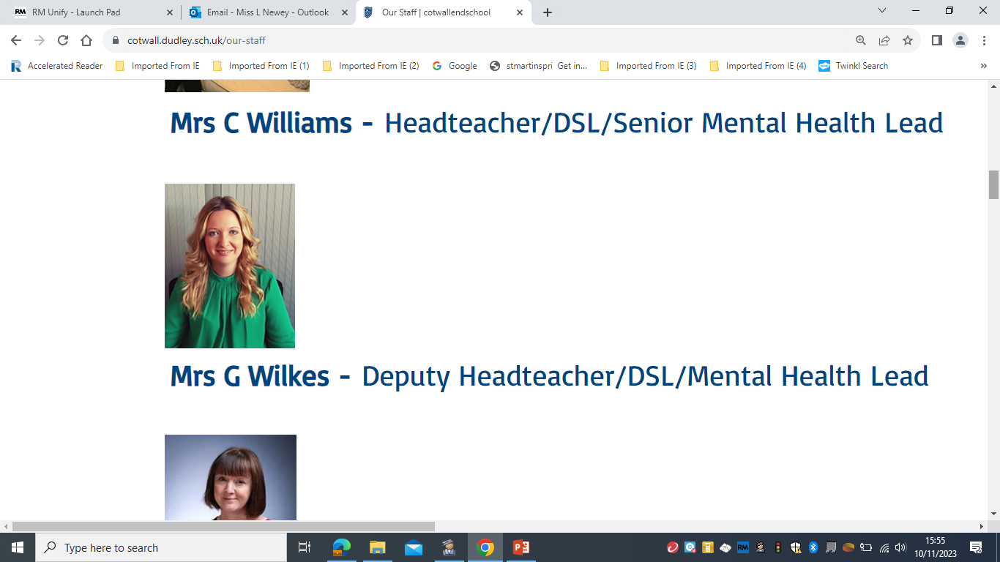 RM Unify - Launch Pad
Email - Miss L Newey - Outlook
Our Staff | cotwallendschool
cotwall.dudley.sch.uk/our-staff
Accelerated Reader
Imported From IE
Imported From IE (1)
Imported From IE (2)
Google
stmartinspri Get in...
Imported From IE (3)
Imported From IE (4)
Twinkl Search
Mrs C Williams - Headteacher/DSL/Senior Mental Health Lead
Mrs G Wilkes - Deputy Headteacher/DSL/Mental Health Lead
Type here to search
RM
15:55
10/11/2023